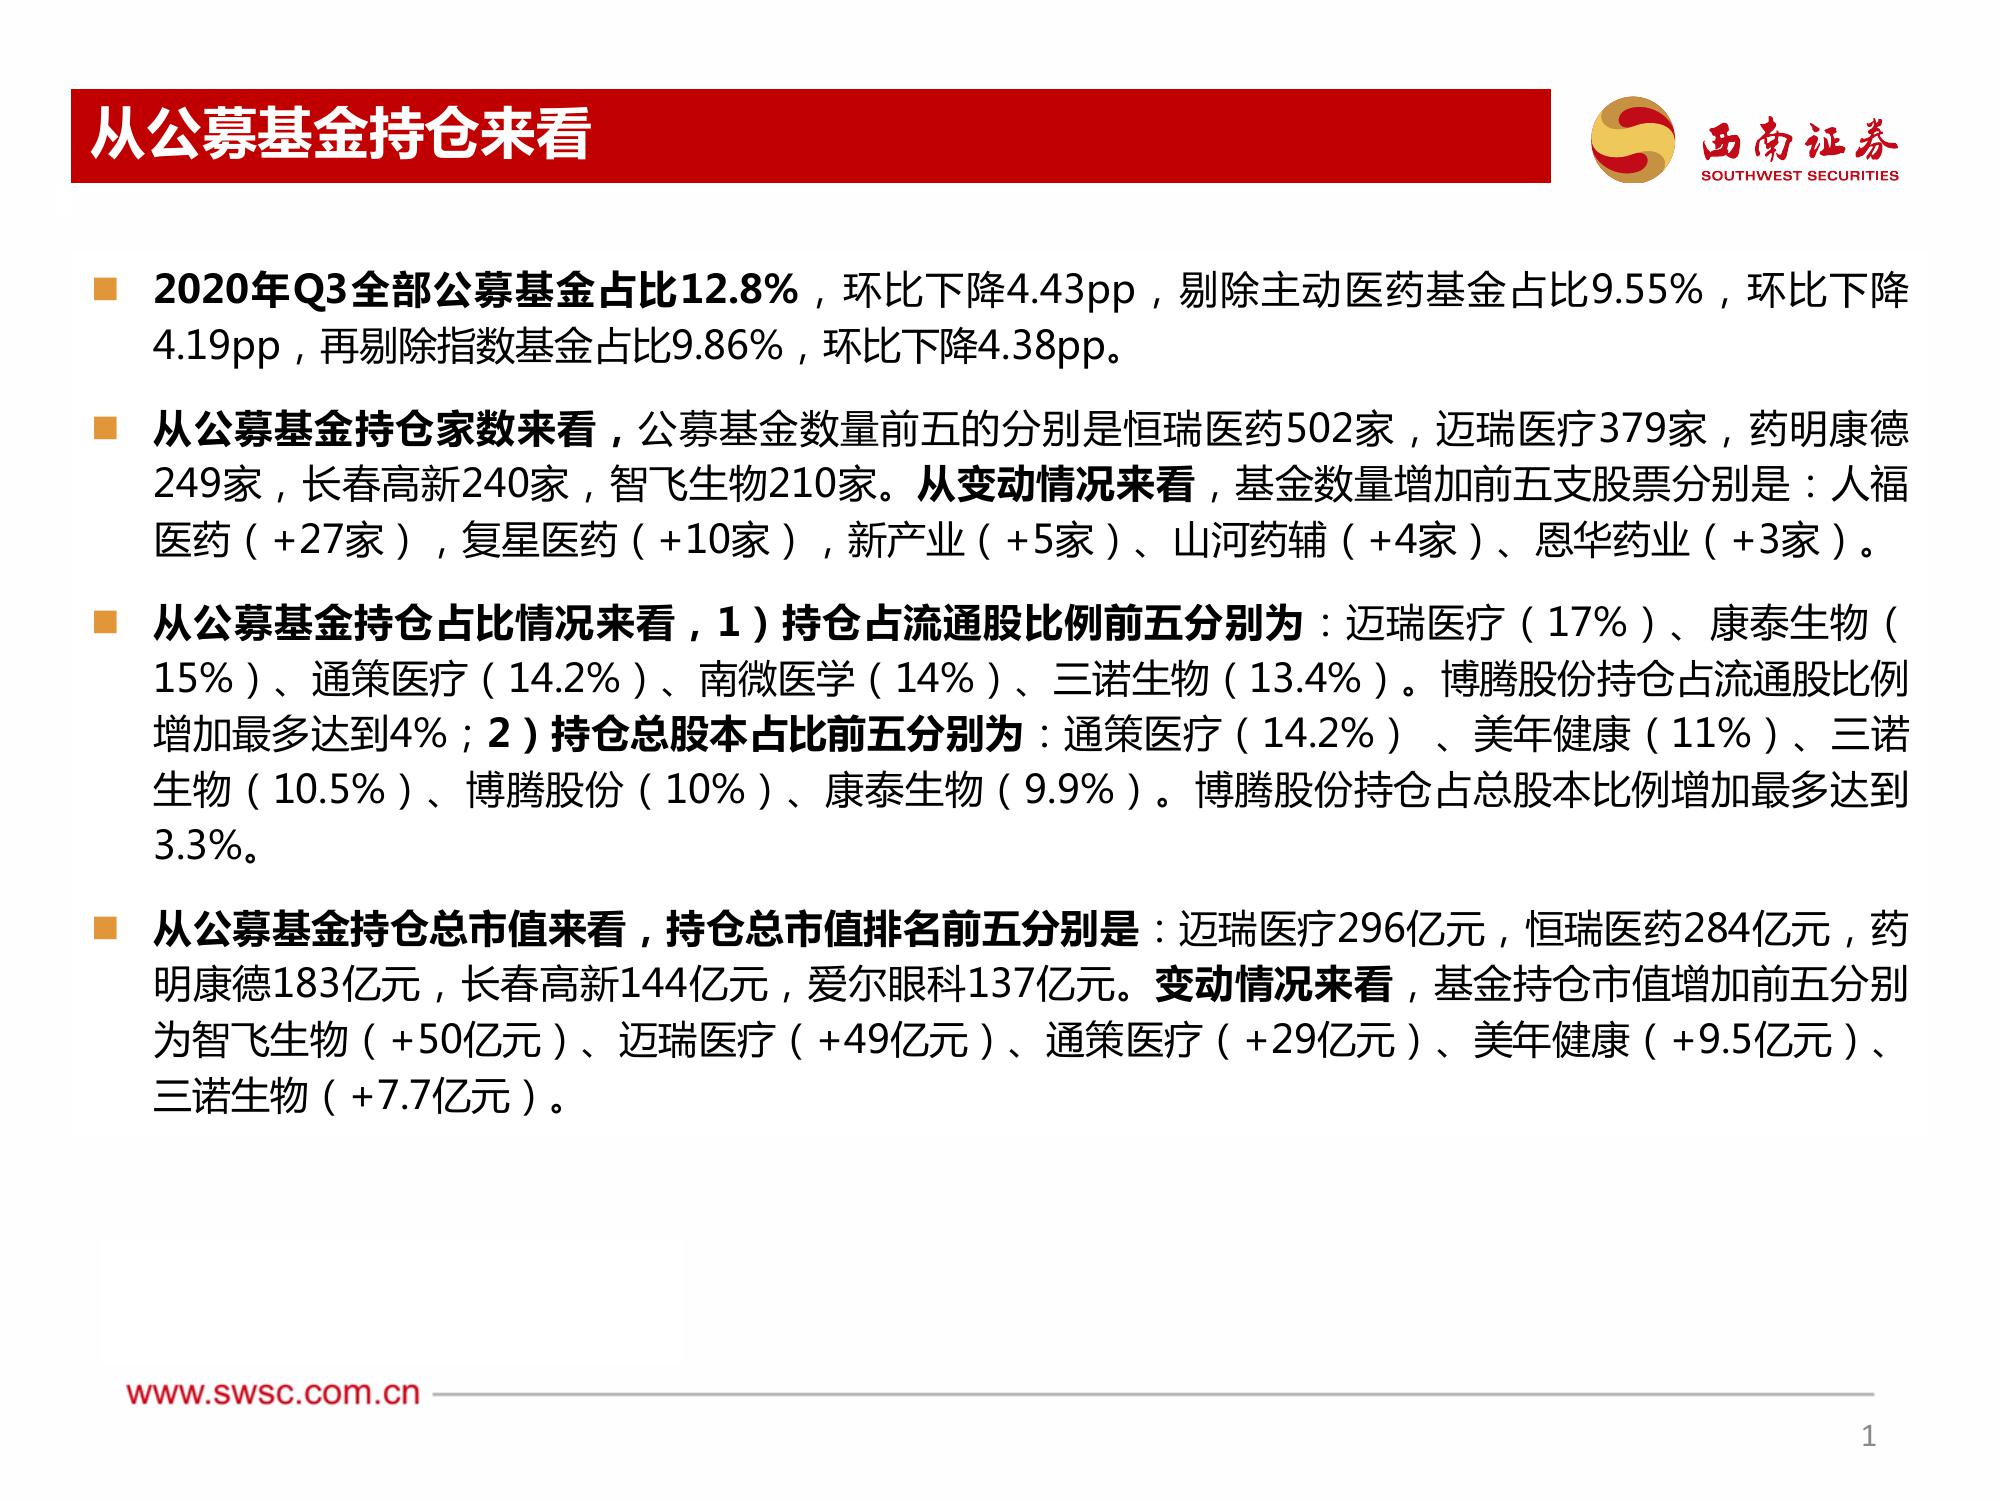 从公募基金持仓来看
西南证券
SOUTHWEST SECURITIES
2020年Q3全部公募基金占比12.8%，环比下降4.43pp，剔除主动医药基金占比9.55%，环比下降
4.19pp，再剔除指数基金占比9.86%，环比下降4.38pp。
从公募基金持仓家数来看，公募基金数量前五的分别是恒瑞医药502家，迈瑞医疗379家，药明康德
249家，长春高新240家，智飞生物210家。从变动情况来看，基金数量增加前五支股票分别是：人福
医药（+27家），复星医药（+10家），新产业（+5家）、山河药辅（+4家）、恩华药业（+3家）。
从公募基金持仓占比情况来看，1）持仓占流通股比例前五分别为：迈瑞医疗（17%）、康泰生物（
15%）、通策医疗（14.2%）、南微医学（14%）、三诺生物（13.4%）。博腾股份持仓占流通股比例
增加最多达到4%；2）持仓总股本占比前五分别为：通策医疗（14.2%） 、美年健康（11%）、三诺
生物（10.5%）、博腾股份（10%）、康泰生物（9.9%）。博腾股份持仓占总股本比例增加最多达到
3.3%。
从公募基金持仓总市值来看，持仓总市值排名前五分别是：迈瑞医疗296亿元，恒瑞医药284亿元，药
明康德183亿元，长春高新144亿元，爱尔眼科137亿元。变动情况来看，基金持仓市值增加前五分别
为智飞生物（+50亿元）、迈瑞医疗（+49亿元）、通策医疗（+29亿元）、美年健康（+9.5亿元）、
三诺生物（+7.7亿元）。
www.swsc.com.cn
1